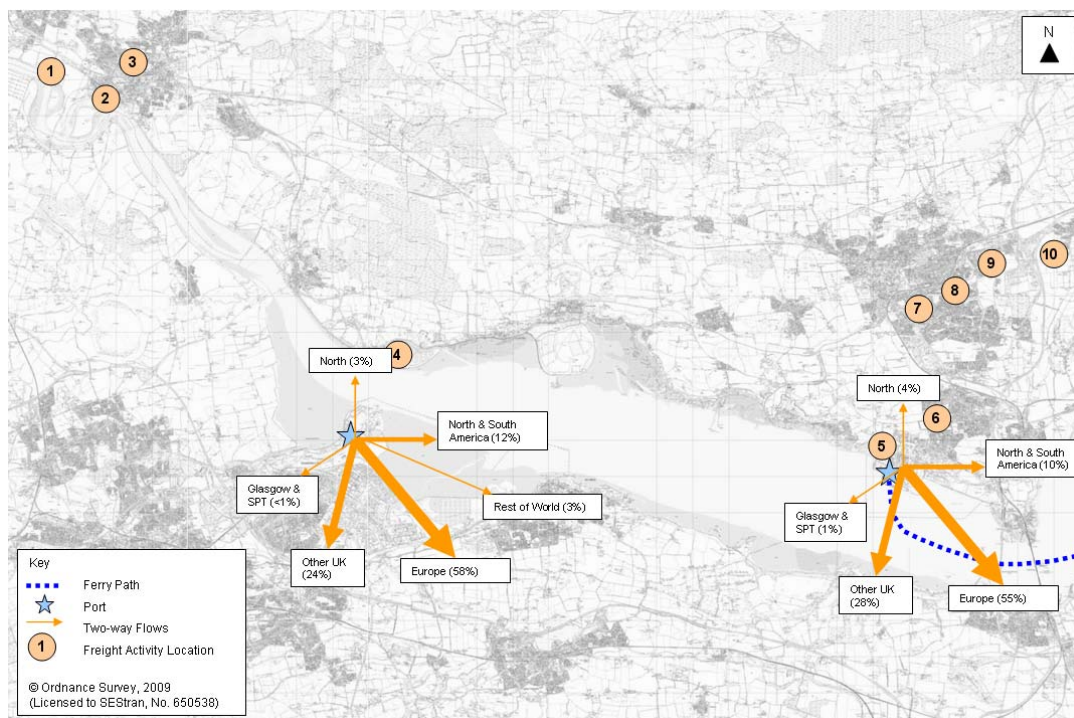 N
1
3
2
10
9
8
7
4
North (3%)
North (4%)
6
North & South
America (12%)
5
North & South
America (10%)
Glasgow &
SPT (<1%)
Rest of World (3%)
Glasgow &
SPT (1%)
Other UK
(24%)
Europe (58%)
Other UK
(28%)
Europe (55%)
Key
Ferry Path
Port
Two-way Flows
1
Freight Activity Location
© Ordnance Survey, 2009
(Licensed to SEStran, No. 650538)